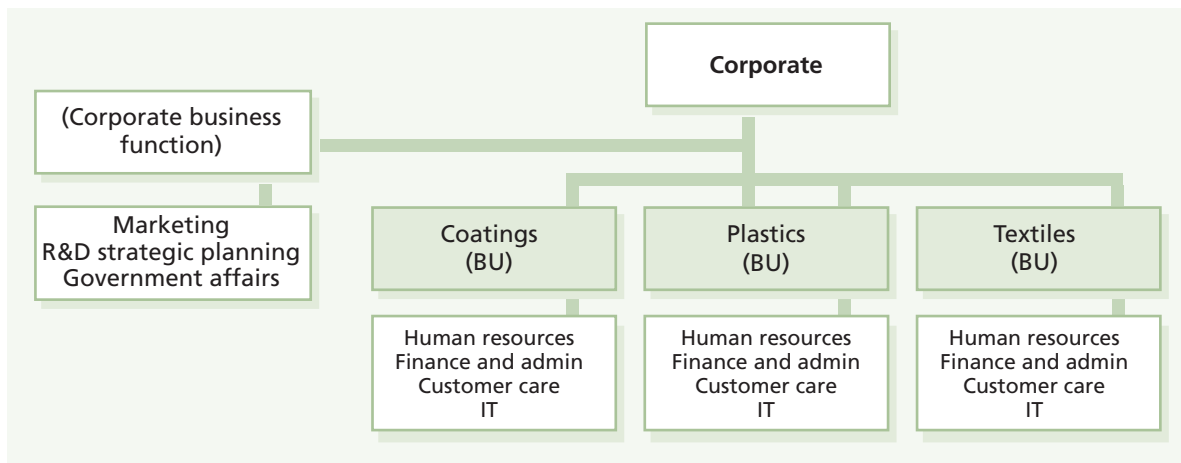 Corporate
(Corporate business
function)
Marketing
R&D strategic planning
Government affairs
Coatings
(BU)
Plastics
(BU)
Textiles
(BU)
Human resources
Finance and admin
Customer care
IT
Human resources
Finance and admin
Customer care
IT
Human resources
Finance and admin
Customer care
IT